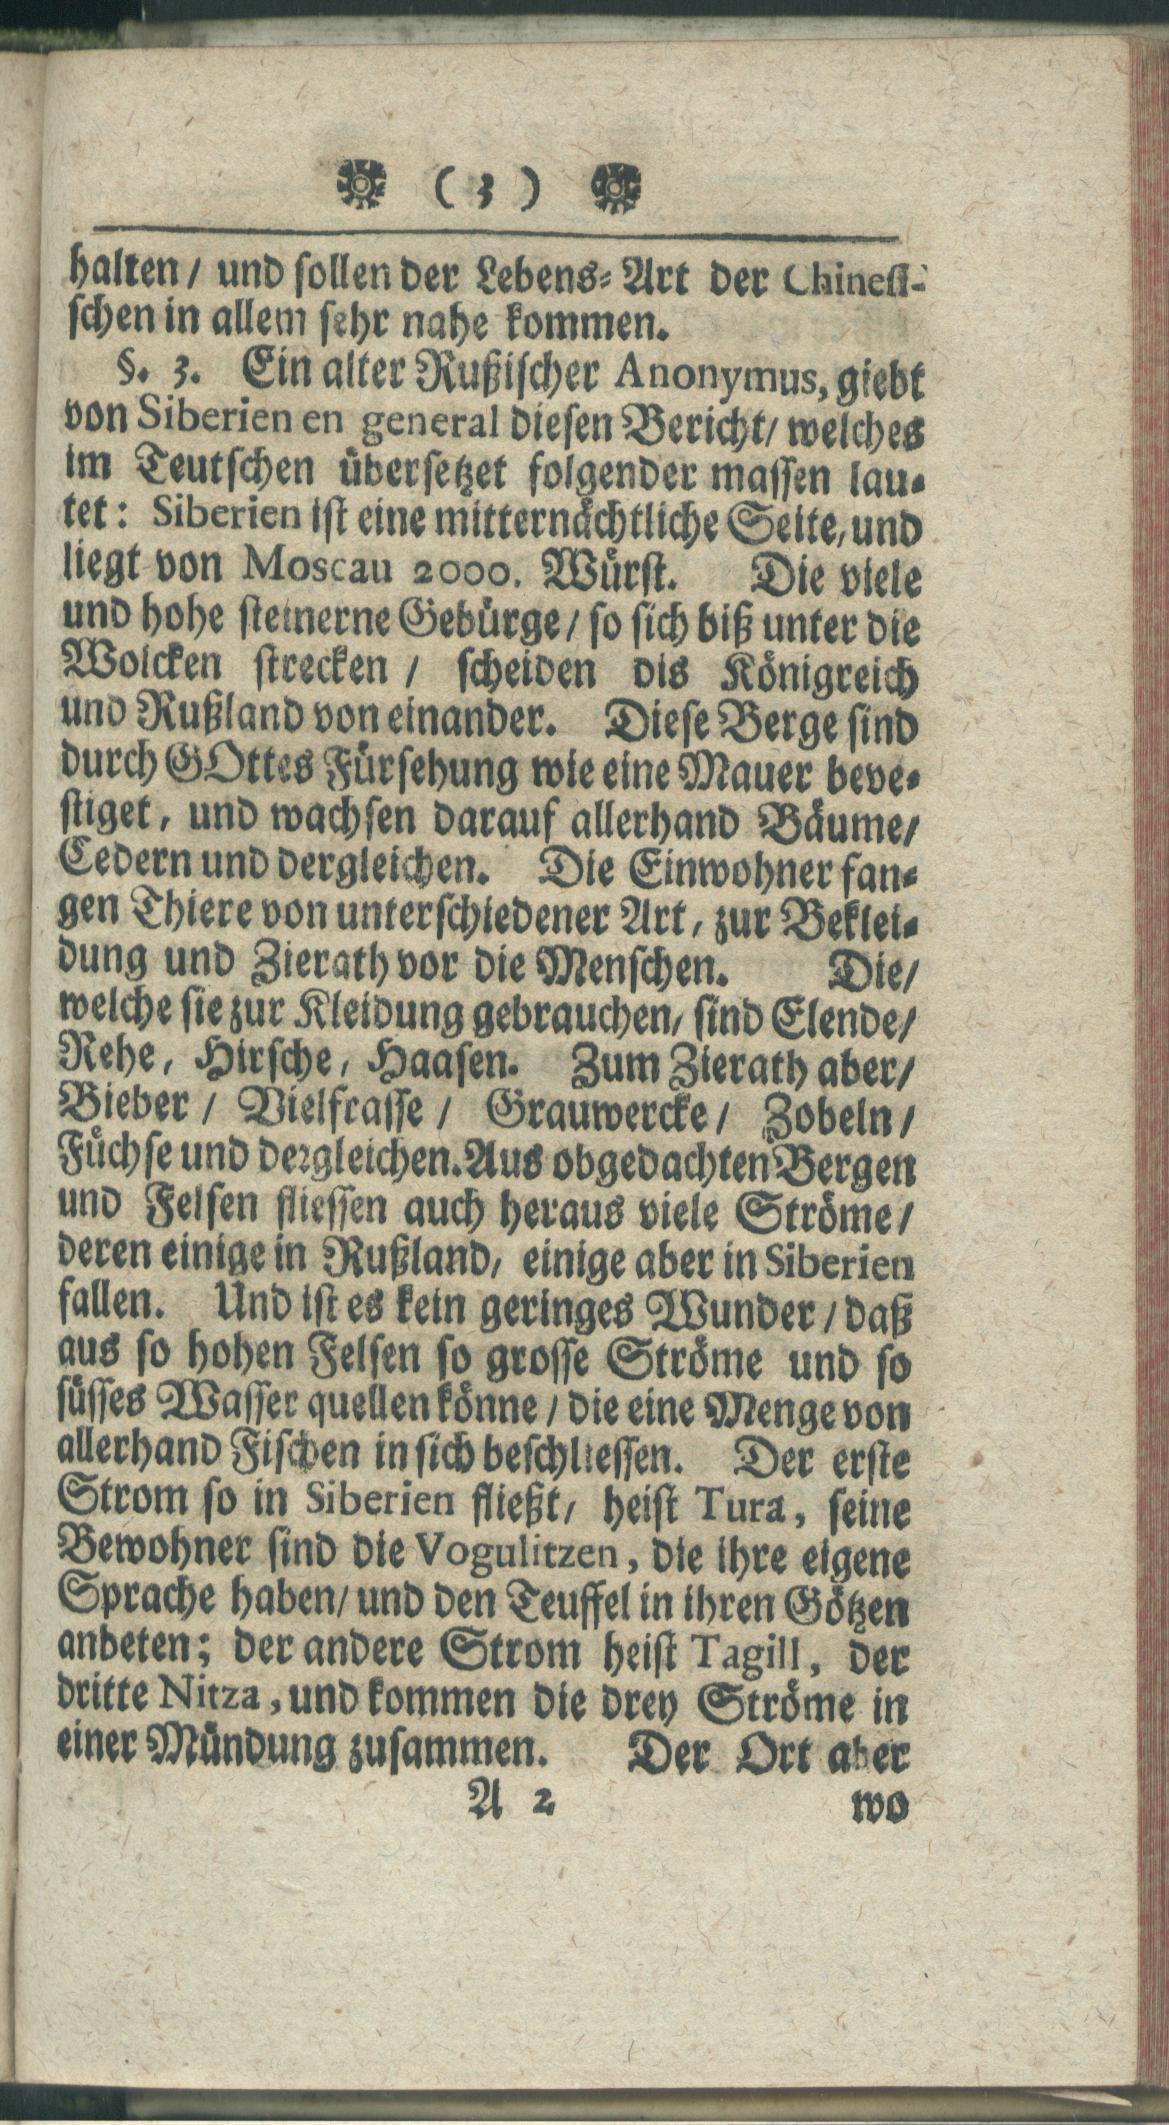 ( 3 )
halten / und sollen der Lebens-Art der Chinesi-
schen in allem sehr nahe kommen.
§. 3. Ein alter Rußischer Anonymus, giebt
von Siberien en general diesen Bericht / welches
im Teutschen übersetzet folgender massen lau-
tet: Siberien ist eine mitternächtliche Seite, und
liegt von Moscau 2000. Würst. Die viele
und hohe steinerne Gebürge / so sich biß unter die
Wolcken strecken / scheiden dis Königreich
und Rußland von einander. Diese Berge sind
durch GOttes Fürsehung wie eine Mauer beve-
stiget, und wachsen darauf allerhand Bäume /
Cedern und dergleichen. Die Einwohner fan-
gen Thiere von unterschiedener Art, zur Beklei-
dung und Zierath vor die Menschen. Die /
welche sie zur Kleidung gebrauchen, sind Elende /
Rehe, Hirsche, Haasen. Zum Zierath aber /
Bieber / Vielfrasse / Grauwercke / Zobeln /
Füchse und dergleichen. Aus obgedachten Bergen
und Felsen fliessen auch heraus viele Ströme /
deren einige in Rußland, einige aber in Siberien
fallen. Und ist es kein geringes Wunder / daß
aus so hohen Felsen so grosse Ströme und so
süsses Wasser quellen könne / die eine Menge von
allerhand Fischen in sich beschliessen. Der erste
Strom so in Siberien fließt / heist Tura, seine
Bewohner sind die Vogulitzen, die ihre eigene
Sprache haben / und den Teuffel in ihren Götzen
anbeten; der andere Strom heist Tagill, der
dritte Nitza, und kommen die drey Ströme in
einer Mündung zusammen. Der Ort aber
A 2 wo